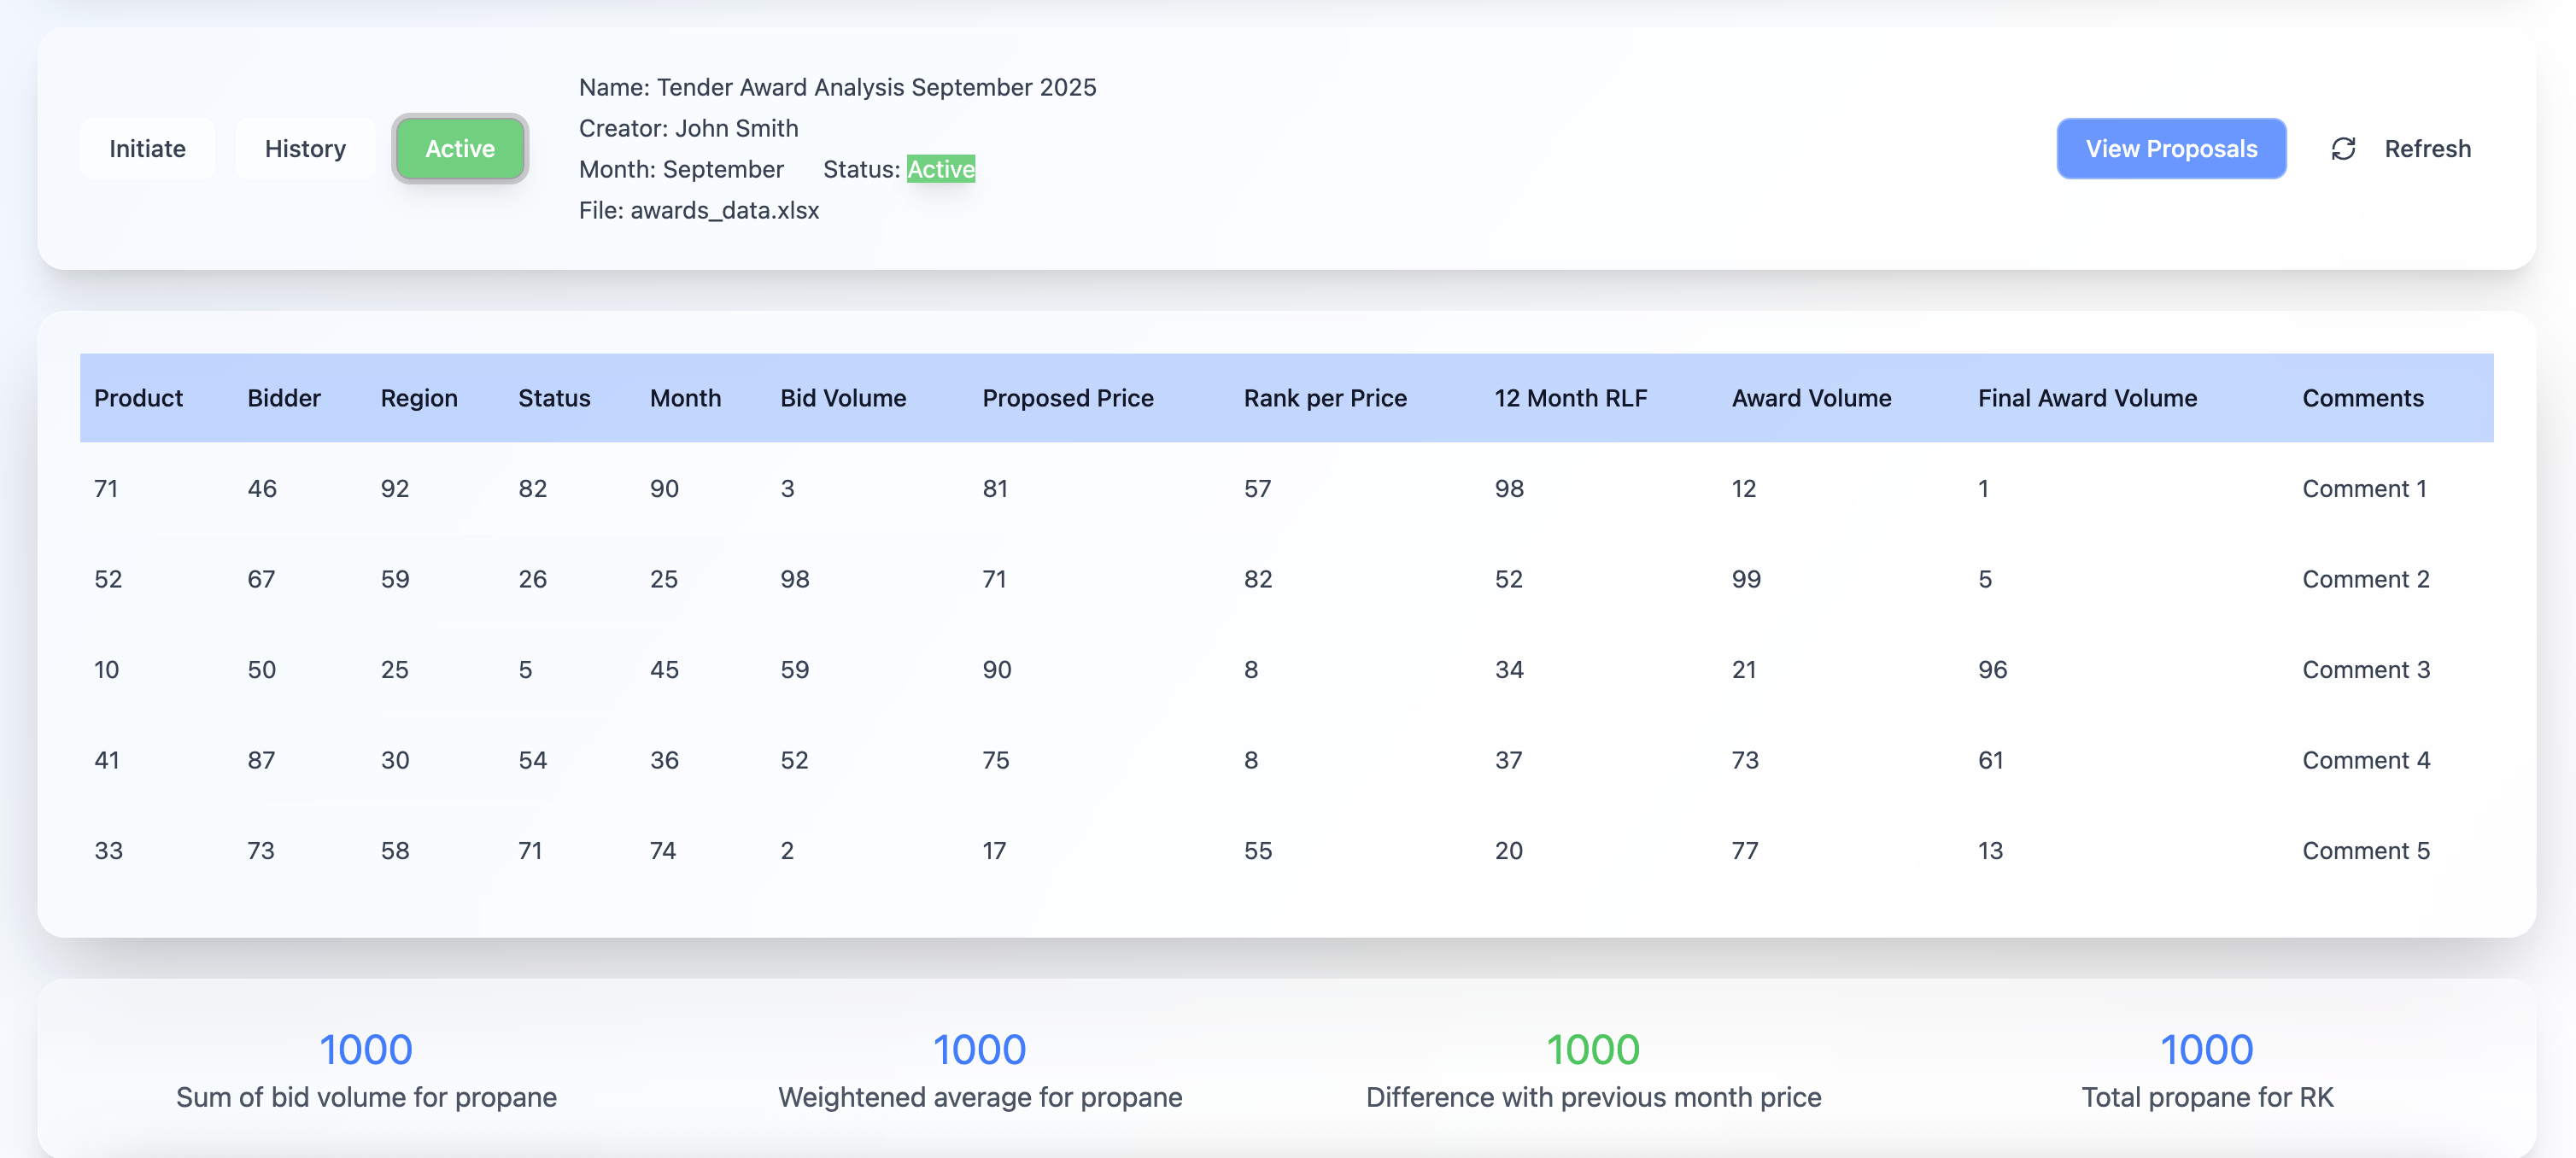 Initiate
History
Active
Name: Tender Award Analysis September 2025
Creator: John Smith
Month: September Status: Active
File: awards_data.xlsx
View Proposals
Refresh
Product Bidder Region Status Month Bid Volume Proposed Price Rank per Price 12 Month RLF Award Volume Final Award Volume Comments
71 46 92 82 90 3 81 57 98 12 1 Comment 1
52 67 59 26 25 98 71 82 52 99 5 Comment 2
10 50 25 5 45 59 90 8 34 21 96 Comment 3
41 87 30 54 36 52 75 8 37 73 61 Comment 4
33 73 58 71 74 2 17 55 20 77 13 Comment 5
1000
Sum of bid volume for propane
1000
Weightened average for propane
1000
Difference with previous month price
1000
Total propane for RK